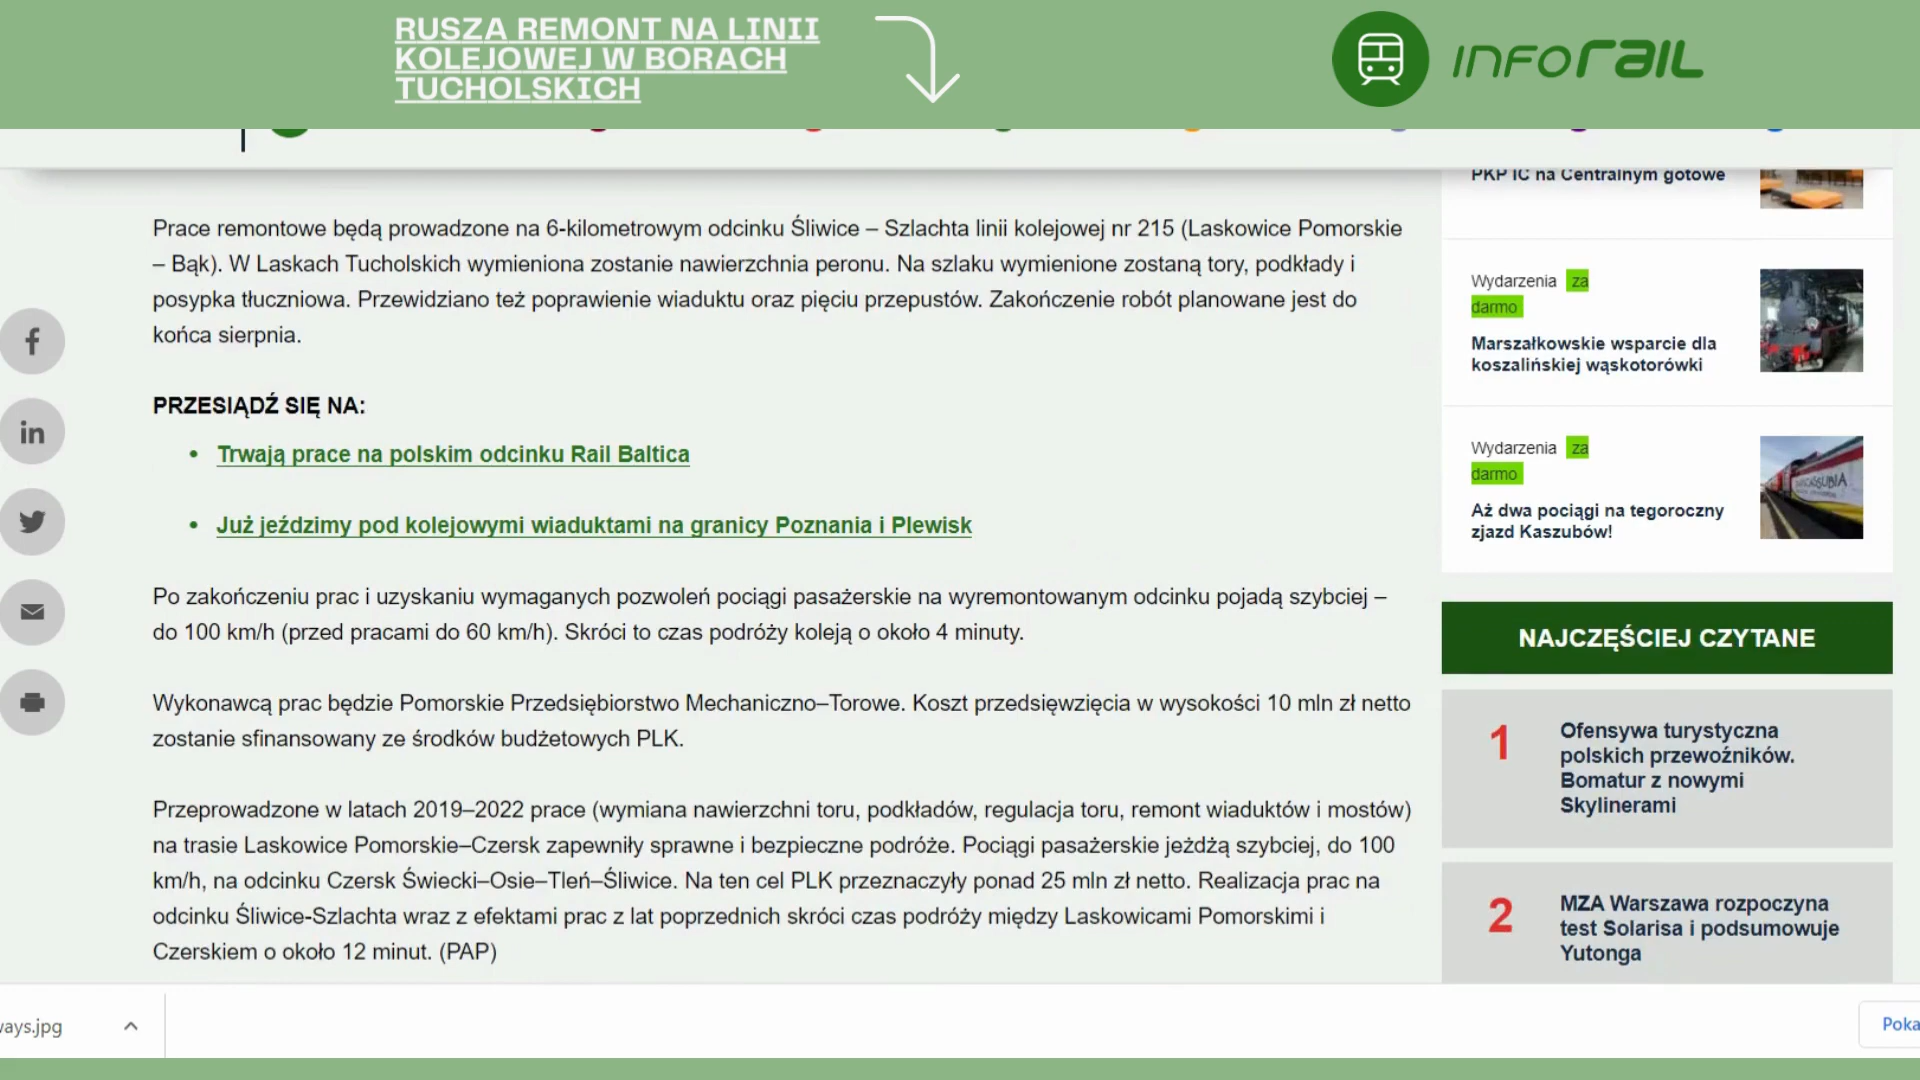 RUSZA REMONT NA LINII
KOLEJOWEJ W BORACH
TUCHOLSKICH
INFORAIL
Prace remontowe będą prowadzone na 6-kilometrowym odcinku Śliwice – Szlachta linii kolejowej nr 215 (Laskowice Pomorskie
– Bąk). W Laskach Tucholskich wymieniona zostanie nawierzchnia peronu. Na szlaku wymienione zostaną tory, podkłady i
posypka tłuczniowa. Przewidziano też poprawienie wiaduktu oraz pięciu przepustów. Zakończenie robót planowane jest do
końca sierpnia.
PRZESIĄDŹ SIĘ NA:
• Trwają prace na polskim odcinku Rail Baltica
• Już jeździmy pod kolejowymi wiaduktami na granicy Poznania i Plewisk
Po zakończeniu prac i uzyskaniu wymaganych pozwoleń pociągi pasażerskie na wyremontowanym odcinku pojadą szybciej –
do 100 km/h (przed pracami do 60 km/h). Skróci to czas podróży koleją o około 4 minuty.
Wykonawcą prac będzie Pomorskie Przedsiębiorstwo Mechaniczno–Torowe. Koszt przedsięwzięcia w wysokości 10 mln zł netto
zostanie sfinansowany ze środków budżetowych PLK.
Przeprowadzone w latach 2019–2022 prace (wymiana nawierzchni toru, podkładów, regulacja toru, remont wiaduktów i mostów)
na trasie Laskowice Pomorskie–Czersk zapewniły sprawne i bezpieczne podróże. Pociągi pasażerskie jeżdżą szybciej, do 100
km/h, na odcinku Czersk Świecki–Osie–Tleń–Śliwice. Na ten cel PLK przeznaczyły ponad 25 mln zł netto. Realizacja prac na
odcinku Śliwice-Szlachta wraz z efektami prac z lat poprzednich skróci czas podróży między Laskowicami Pomorskimi i
Czerskiem o około 12 minut. (PAP)
PKP IC na Centralnym gotowe
Wydarzenia za
darmo
Marszałkowskie wsparcie dla
koszalińskiej wąskotorówki
Wydarzenia za
darmo
Aż dwa pociągi na tegoroczny
zjazd Kaszubów!
NAJCZĘŚCIEJ CZYTANE
1
Ofensywa turystyczna
polskich przewoźników.
Bomatur z nowymi
Skylinerami
2
MZA Warszawa rozpoczyna
test Solarisa i podsumowuje
Yutonga
ways.jpg
Poka